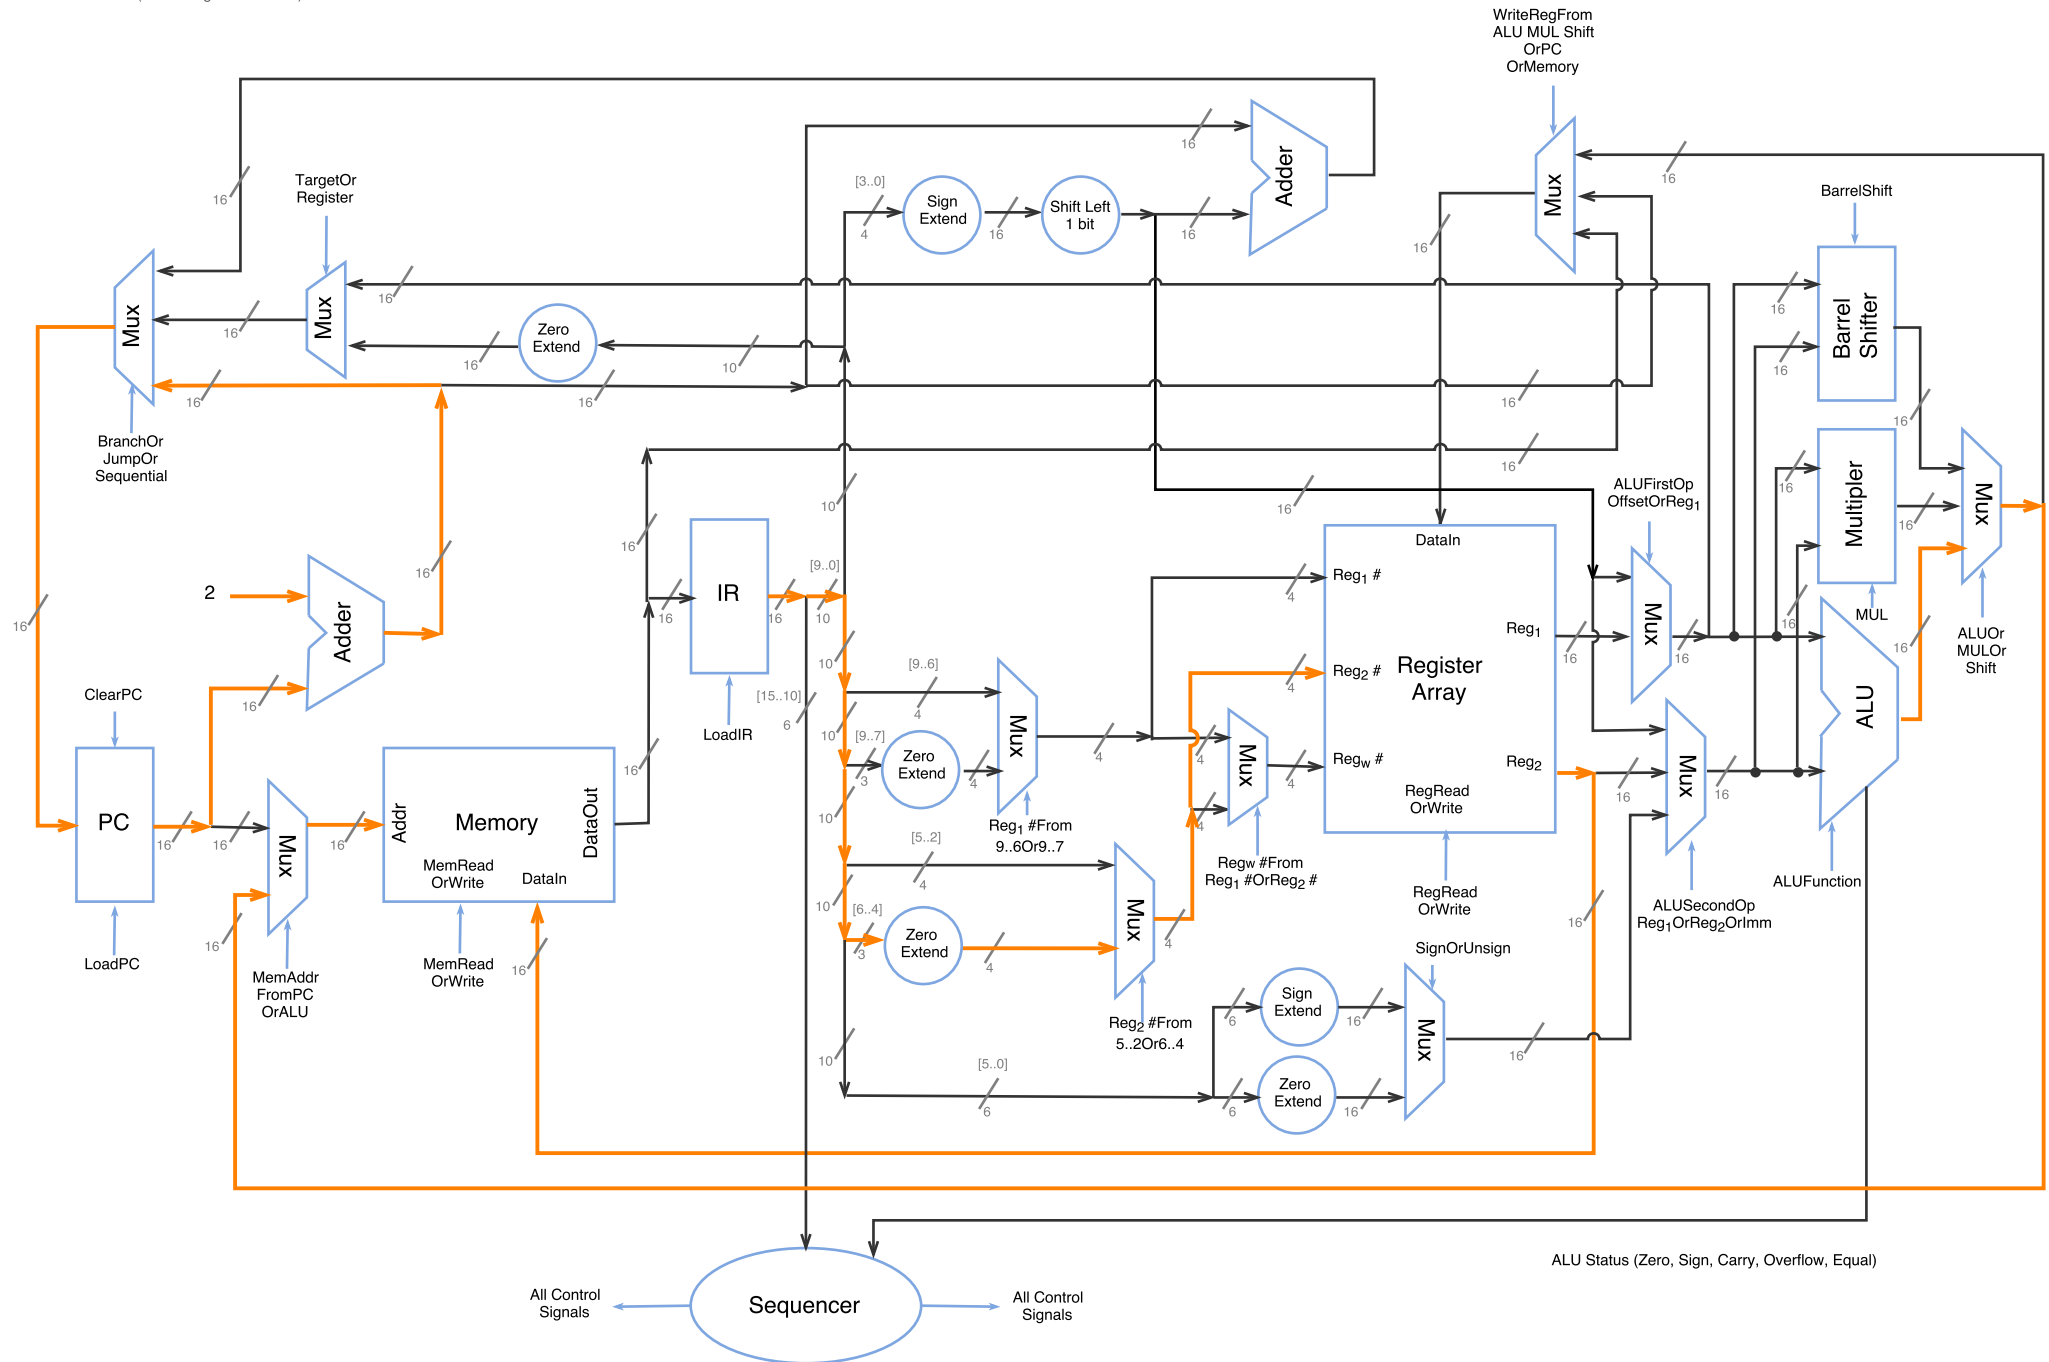 WriteRegFrom
ALU MUL Shift
OrPC
OrMemory
16
Adder
Mux
16
BarrelShift
TargetOr
Register
16
[3..0]
4
Sign
Extend
16
Shift Left
1 bit
16
16
Mux
Mux
16
16
Zero
Extend
16
10
Barrel
Shifter
16
16
16
16
16
16
BranchOr
JumpOr
Sequential
16
10
16
ALUFirstOp
OffsetOrReg1
Multipler
16
16
Mux
16
16
2
Adder
16
16
IR
16
[9..0]
10
DataIn
Reg1 #
4
Reg1
16
Mux
16
16
MUL
ALUOr
MULOr
Shift
16
ClearPC
16
LoadIR
[15..10]
6
10
[9..6]
4
Mux
4
Reg2 #
4
Register
Array
ALU
10
[9..7]
3
Zero
Extend
4
4
Mux
4
Regw #
Reg2
16
Mux
16
PC
16
16
Mux
16
Addr
Memory
DataOut
16
MemRead
OrWrite
DataIn
10
Reg1 #From
9..6Or9..7
4
RegRead
OrWrite
LoadPC
16
MemAddr
FromPC
OrALU
MemRead
OrWrite
16
[5..2]
4
10
[6..4]
3
Zero
Extend
4
Mux
4
Regw #From
Reg1 #OrReg2 #
RegRead
OrWrite
16
ALUSecondOp
Reg1OrReg2OrImm
ALUFunction
Reg2 #From
5..2Or6..4
SignOrUnsign
6
Sign
Extend
16
Mux
16
10
[5..0]
6
6
Zero
Extend
16
ALU Status (Zero, Sign, Carry, Overflow, Equal)
All Control
Signals
Sequencer
All Control
Signals